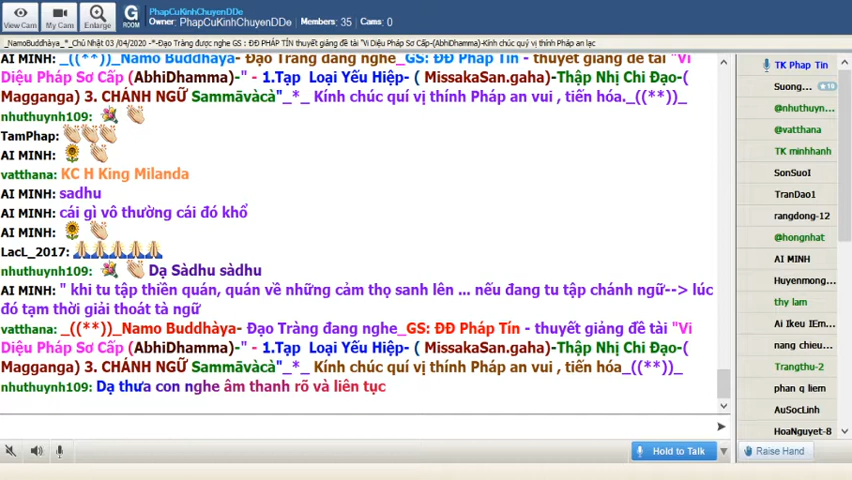 PhapCuKinhChuyenDDe
Owner: PhapCuKinhChuyenDDe Members: 35 Cams: 0
View Cam My Cam Enlarge G ROOM
_NamoBuddhàya_*_Chủ Nhật 03 /04/2020 -*-Đạo Tràng được nghe GS : ĐĐ PHÁP TÍN thuyết giảng đề tài "Vi Diệu Pháp Sơ Cấp-(AbhiDhamma)-Kính chúc quý vị thính Pháp an lạc
AI MINH: _((**))_Namo Buddhàya- Đạo Tràng đang nghe_GS: ĐĐ Pháp Tín - thuyết giảng đề tài "Vi
Diệu Pháp Sơ Cấp (AbhiDhamma)-" - 1.Tạp Loại Yếu Hiệp- ( MissakaSan.gaha)-Thập Nhị Chi Đạo-(
Magganga) 3. CHÁNH NGỮ Sammāvàcà"_*_ Kính chúc quí vị thính Pháp an vui , tiến hóa._((**))_
nhuthuynh109:
TamPhap:
AI MINH:
vatthana: KC H King Milanda
AI MINH: sadhu
AI MINH: cái gì vô thường cái đó khổ
AI MINH:
LacL_2017:
nhuthuynh109: Dạ Sàdhu sàdhu
AI MINH: " khi tu tập thiền quán, quán về những cảm thọ sanh lên ... nếu đang tu tập chánh ngữ--> là lúc
đó tạm thời giải thoát tà ngữ
vatthana: _((**))_Namo Buddhàya- Đạo Tràng đang nghe_GS: ĐĐ Pháp Tín - thuyết giảng đề tài "Vi
Diệu Pháp Sơ Cấp (AbhiDhamma)-" - 1.Tạp Loại Yếu Hiệp- ( MissakaSan.gaha)-Thập Nhị Chi Đạo-(
Magganga) 3. CHÁNH NGỮ Sammāvàcà"_*_ Kính chúc quí vị thính Pháp an vui , tiến hóa_((**))_
nhuthuynh109: Dạ thưa con nghe âm thanh rõ và liên tục
Hold to Talk
TK Phap Tin
Suong... 10
@nhuthuyn...
@vatthana
TK minhhanh
SonSuoI
TranDao1
rangdong-12
@hongnhat
AI MINH
Huyenmong...
thy lam
Ai Ikeu IEm...
nang chieu...
Trangthu-2
phan q liem
AuSocLinh
HoaNguyet-8
Raise Hand